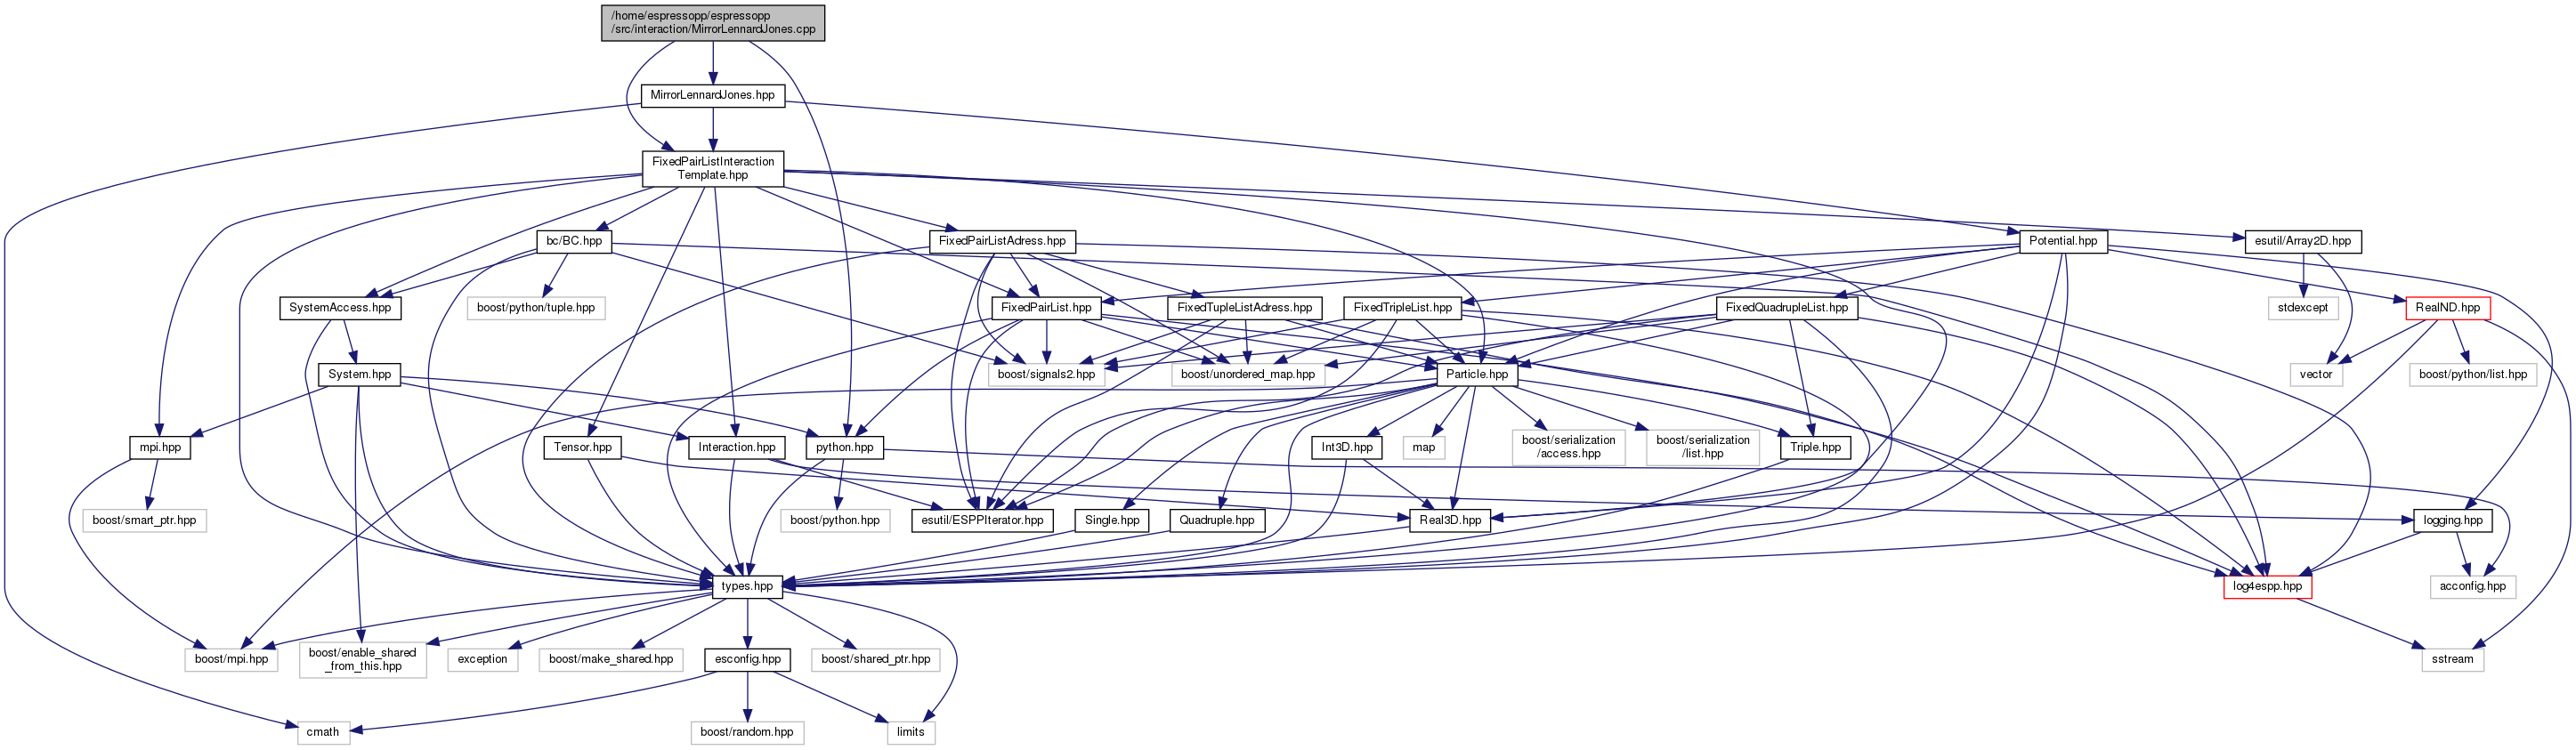 /home/espressopp/espressopp
/src/interaction/MirrorLennardJones.cpp
MirrorLennardJones.hpp
FixedPairListInteraction
Template.hpp
bc/BC.hpp
FixedPairListAdress.hpp
Potential.hpp
esutil/Array2D.hpp
SystemAccess.hpp
boost/python/tuple.hpp
FixedPairList.hpp
FixedTupleListAdress.hpp
FixedTripleList.hpp
FixedQuadrupleList.hpp
stdexcept
RealND.hpp
System.hpp
boost/signals2.hpp
boost/unordered_map.hpp
Particle.hpp
vector
boost/python/list.hpp
mpi.hpp
Tensor.hpp
Interaction.hpp
python.hpp
Int3D.hpp
map
boost/serialization
/access.hpp
boost/serialization
/list.hpp
Triple.hpp
boost/smart_ptr.hpp
boost/python.hpp
esutil/ESPPIterator.hpp
Single.hpp
Quadruple.hpp
Real3D.hpp
logging.hpp
types.hpp
log4espp.hpp
acconfig.hpp
boost/mpi.hpp
boost/enable_shared
_from_this.hpp
exception
boost/make_shared.hpp
esconfig.hpp
boost/shared_ptr.hpp
sstream
cmath
boost/random.hpp
limits